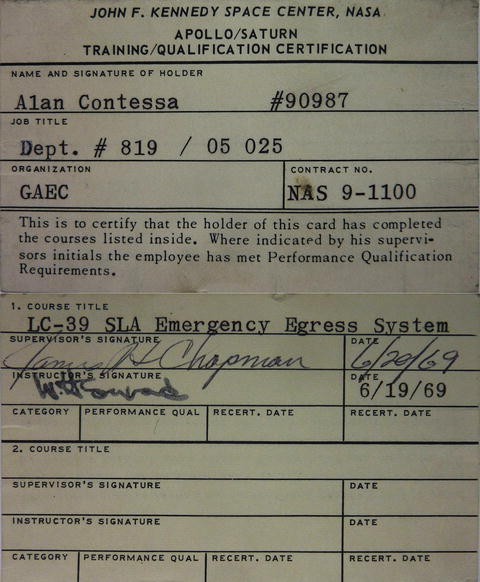 JOHN F. KENNEDY SPACE CENTER, NASA
APOLLO/SATURN
TRAINING/QUALIFICATION CERTIFICATION
NAME AND SIGNATURE OF HOLDER
Alan Contessa #90987
JOB TITLE
Dept. # 819 / 05 025
ORGANIZATION CONTRACT NO.
GAEC NAS 9-1100
This is to certify that the holder of this card has completed
the courses listed inside. Where indicated by his supervi-
sors initials the employee has met Performance Qualification
Requirements.
1. COURSE TITLE
LC-39 SLA Emergency Egress System
SUPERVISOR'S SIGNATURE DATE
James H Chapman 6/20/69
INSTRUCTOR'S SIGNATURE DATE
6/19/69
CATEGORY PERFORMANCE QUAL RECERT. DATE RECERT. DATE
2. COURSE TITLE
SUPERVISOR'S SIGNATURE DATE
INSTRUCTOR'S SIGNATURE DATE
CATEGORY PERFORMANCE QUAL RECERT. DATE RECERT. DATE